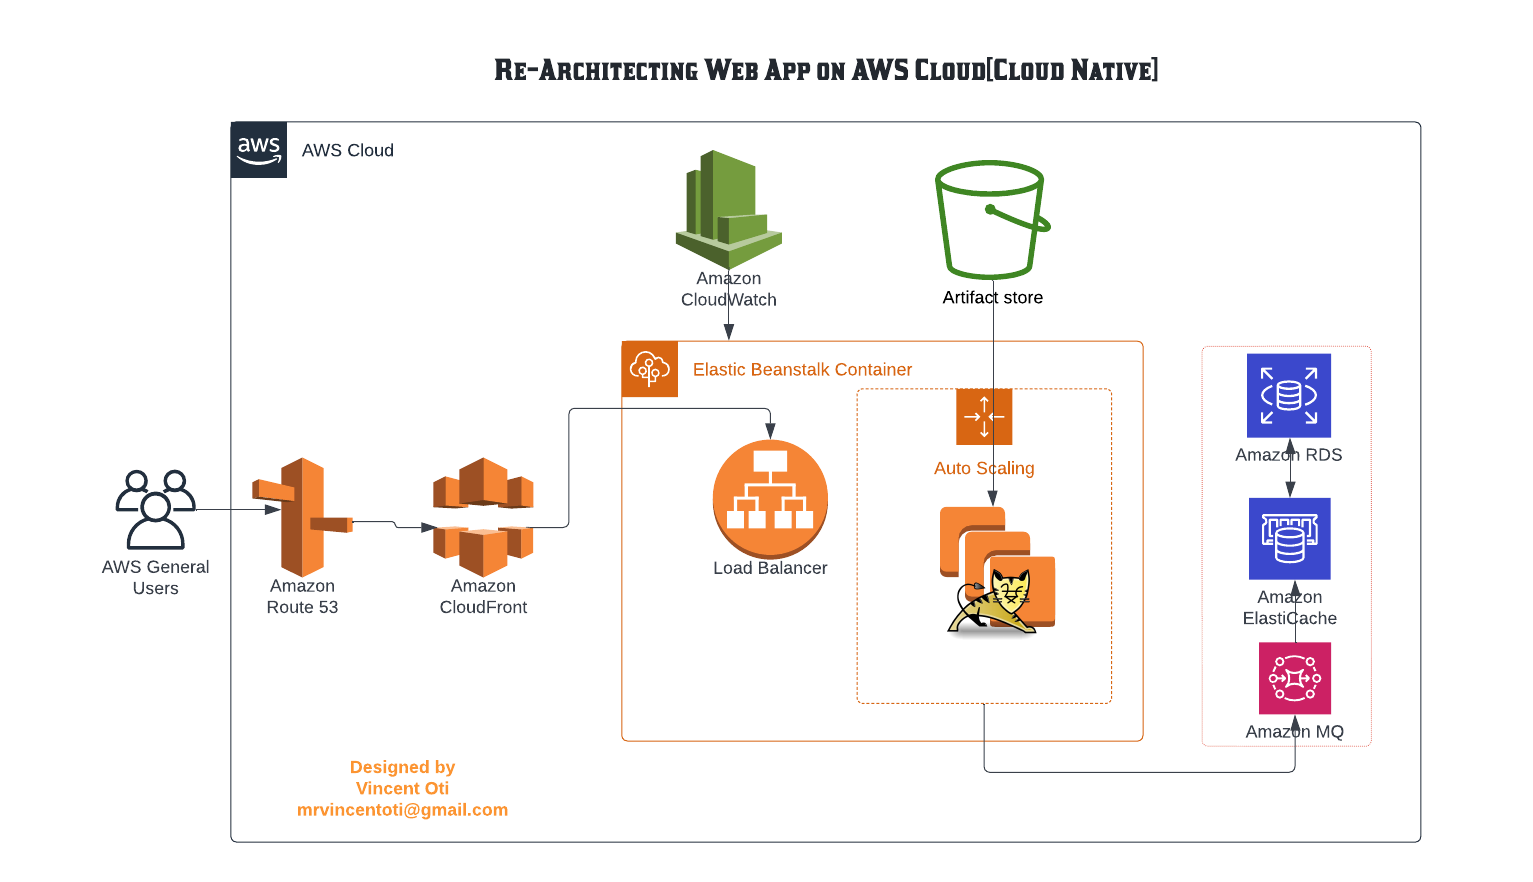 Re-Architecting Web App on AWS Cloud[Cloud Native]
aws
AWS Cloud
Amazon
CloudWatch
Artifact store
Elastic Beanstalk Container
Auto Scaling
Amazon RDS
AWS General
Users
Amazon
Route 53
Amazon
CloudFront
Load Balancer
Amazon
ElastiCache
Amazon MQ
Designed by
Vincent Oti
mrvincentoti@gmail.com